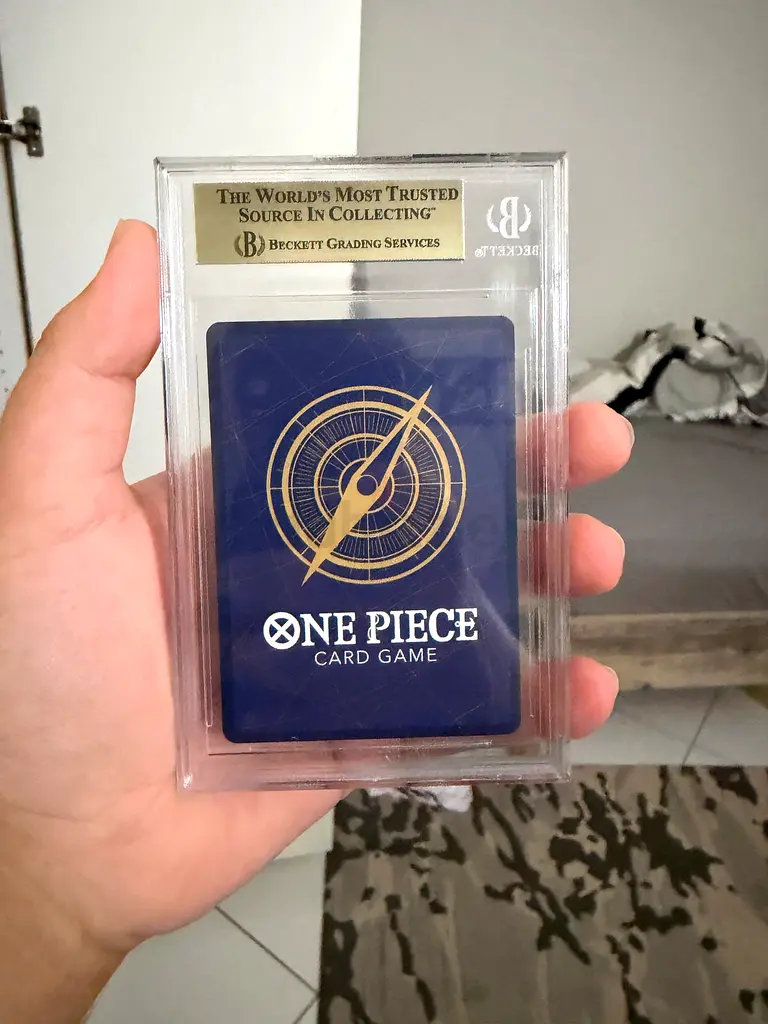 THE WORLD'S MOST TRUSTED
SOURCE IN COLLECTING™
B BECKETT GRADING SERVICES
B
BECKETT®
ONE PIECE
CARD GAME